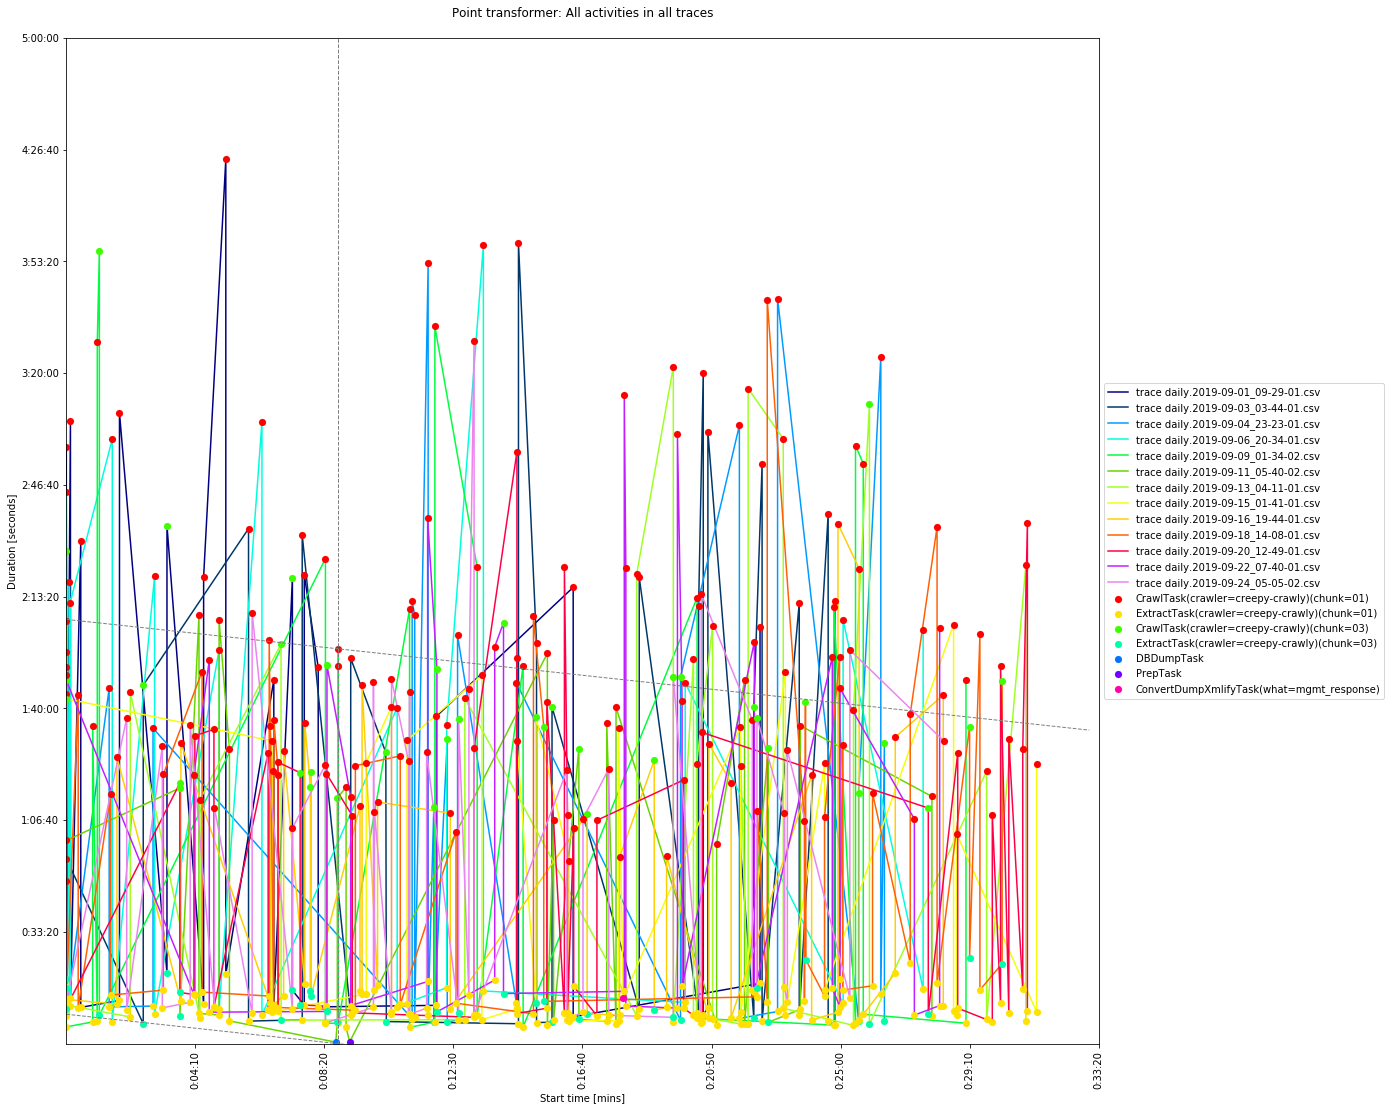 Point transformer: All activities in all traces
5:00:00
4:26:40
3:53:20
3:20:00
2:46:40
2:13:20
1:40:00
1:06:40
0:33:20
Duration [seconds]
0:04:10
0:08:20
0:12:30
0:16:40
0:20:50
0:25:00
0:29:10
0:33:20
Start time [mins]
trace daily.2019-09-01_09-29-01.csv
trace daily.2019-09-03_03-44-01.csv
trace daily.2019-09-04_23-23-01.csv
trace daily.2019-09-06_20-34-01.csv
trace daily.2019-09-09_01-34-02.csv
trace daily.2019-09-11_05-40-02.csv
trace daily.2019-09-13_04-11-01.csv
trace daily.2019-09-15_01-41-01.csv
trace daily.2019-09-16_19-44-01.csv
trace daily.2019-09-18_14-08-01.csv
trace daily.2019-09-20_12-49-01.csv
trace daily.2019-09-22_07-40-01.csv
trace daily.2019-09-24_05-05-02.csv
CrawlTask(crawler=creepy-crawly)(chunk=01)
ExtractTask(crawler=creepy-crawly)(chunk=01)
CrawlTask(crawler=creepy-crawly)(chunk=03)
ExtractTask(crawler=creepy-crawly)(chunk=03)
DBDumpTask
PrepTask
ConvertDumpXmlifyTask(what=mgmt_response)